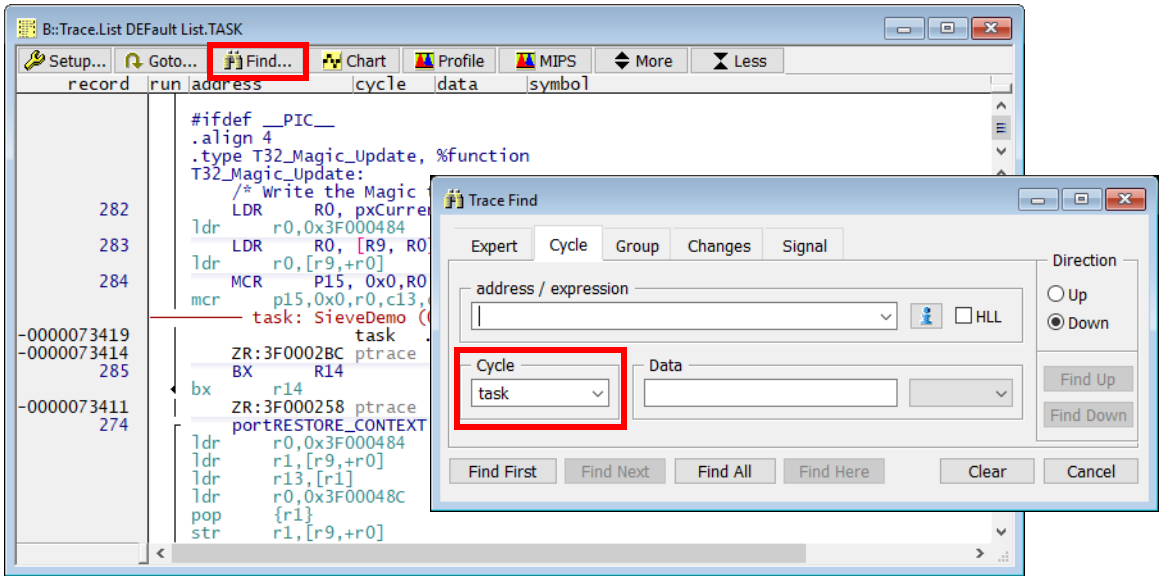 B::Trace.List DEFault List.TASK
Setup... Goto... Find... Chart Profile MIPS More Less
record run address cycle data symbol
#ifdef __PIC__
.align 4
.type T32_Magic_Update, %function
T32_Magic_Update:
/* Write the Magic
282 LDR R0, pxCurre
ldr r0,0x3F000484
283 LDR R0, [R9, R0]
ldr r0,[r9,+r0]
284 MCR P15, 0x0,R0
mcr p15,0x0,r0,c13,
task: SieveDemo (
-0000073419 task .
-0000073414 ZR:3F0002BC ptrace
285 BX R14
bx r14
-0000073411 ZR:3F000258 ptrace
274 portRESTORE_CONTEXT
ldr r0,0x3F000484
ldr r1,[r9,+r0]
ldr r13,[r1]
ldr r0,0x3F00048C
pop {r1}
str r1,[r9,+r0]
Trace Find
Expert Cycle Group Changes Signal
address / expression
HLL
Cycle
task
Data
Direction
Up
Down
Find Up
Find Down
Find First Find Next Find All Find Here Clear Cancel